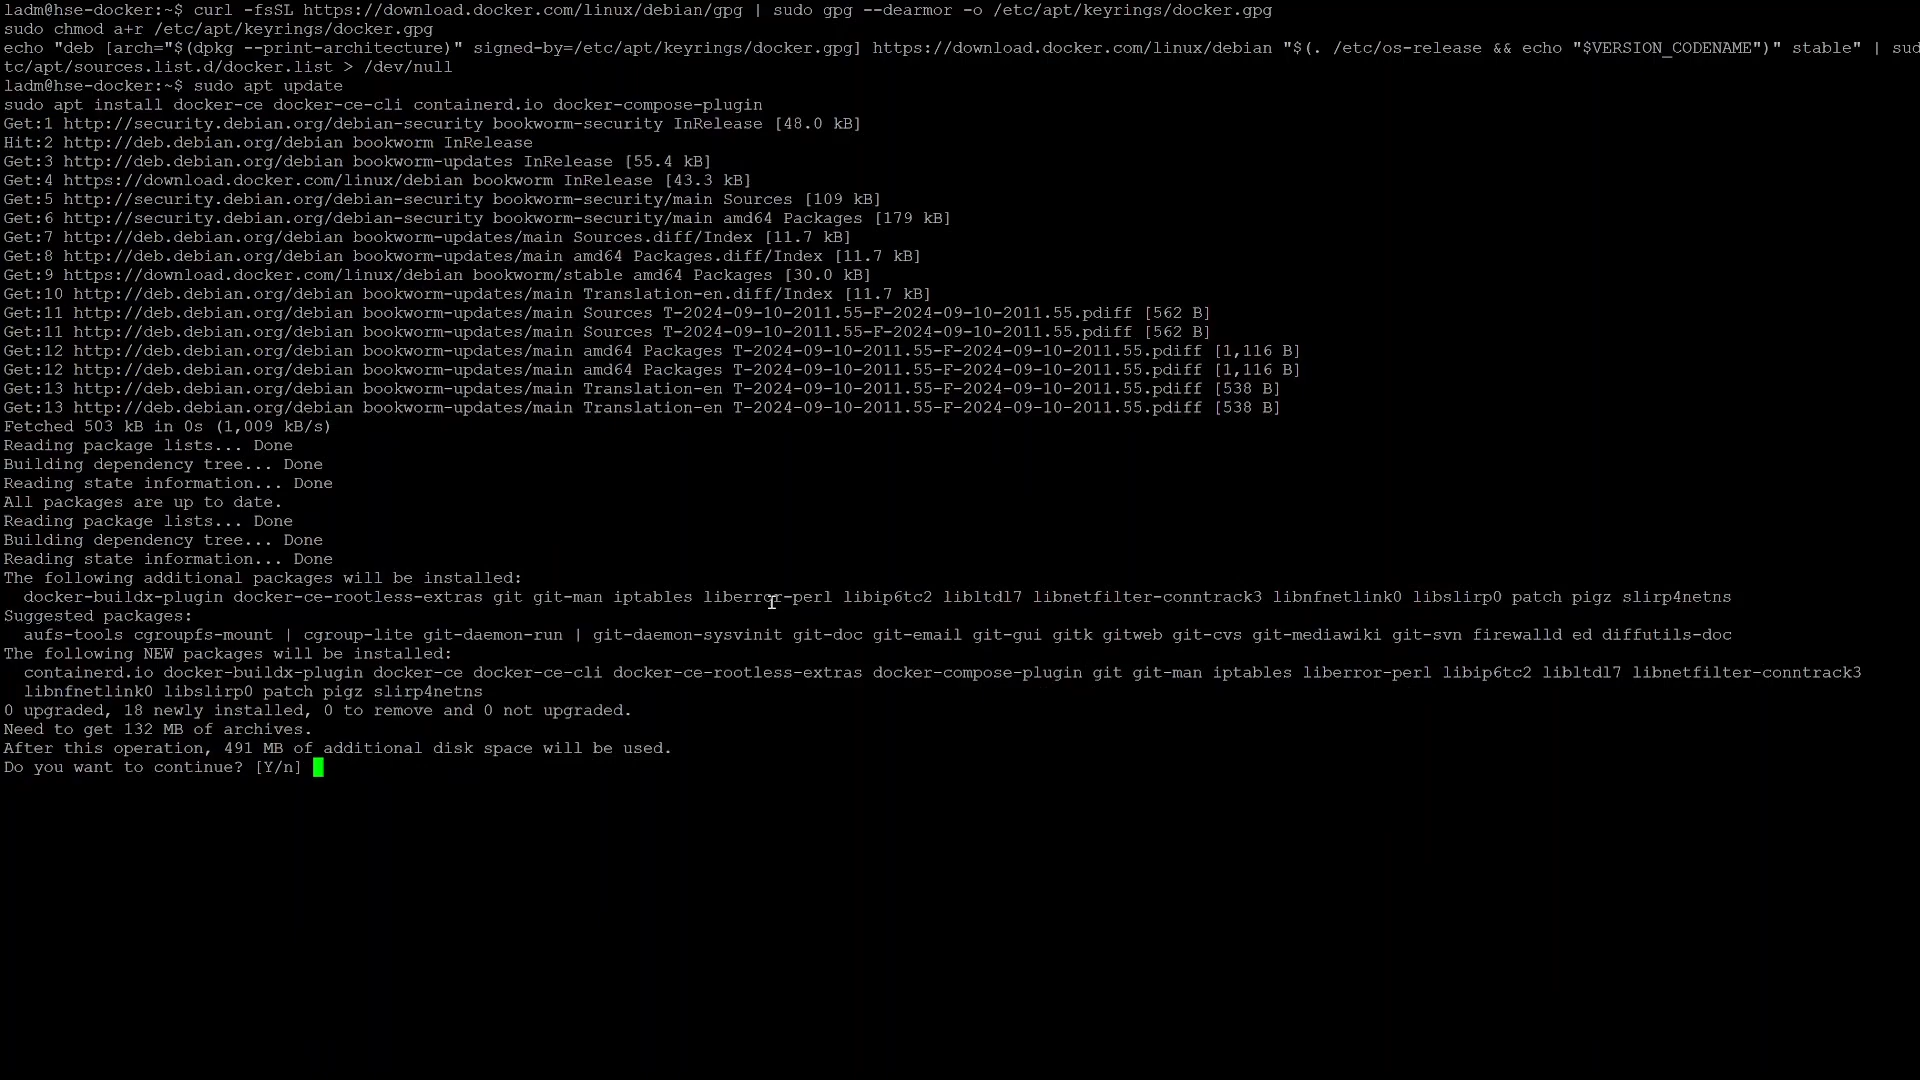 ladm@hse-docker:~$ curl -fsSL https://download.docker.com/linux/debian/gpg | sudo gpg --dearmor -o /etc/apt/keyrings/docker.gpg
sudo chmod a+r /etc/apt/keyrings/docker.gpg
echo "deb [arch="$(dpkg --print-architecture)" signed-by=/etc/apt/keyrings/docker.gpg] https://download.docker.com/linux/debian "$(. /etc/os-release && echo "$VERSION_CODENAME")" stable" | sud
tc/apt/sources.list.d/docker.list > /dev/null
ladm@hse-docker:~$ sudo apt update
sudo apt install docker-ce docker-ce-cli containerd.io docker-compose-plugin
Get:1 http://security.debian.org/debian-security bookworm-security InRelease [48.0 kB]
Hit:2 http://deb.debian.org/debian bookworm InRelease
Get:3 http://deb.debian.org/debian bookworm-updates InRelease [55.4 kB]
Get:4 https://download.docker.com/linux/debian bookworm InRelease [43.3 kB]
Get:5 http://security.debian.org/debian-security bookworm-security/main Sources [109 kB]
Get:6 http://security.debian.org/debian-security bookworm-security/main amd64 Packages [179 kB]
Get:7 http://deb.debian.org/debian bookworm-updates/main Sources.diff/Index [11.7 kB]
Get:8 http://deb.debian.org/debian bookworm-updates/main amd64 Packages.diff/Index [11.7 kB]
Get:9 https://download.docker.com/linux/debian bookworm/stable amd64 Packages [30.0 kB]
Get:10 http://deb.debian.org/debian bookworm-updates/main Translation-en.diff/Index [11.7 kB]
Get:11 http://deb.debian.org/debian bookworm-updates/main Sources T-2024-09-10-2011.55-F-2024-09-10-2011.55.pdiff [562 B]
Get:11 http://deb.debian.org/debian bookworm-updates/main Sources T-2024-09-10-2011.55-F-2024-09-10-2011.55.pdiff [562 B]
Get:12 http://deb.debian.org/debian bookworm-updates/main amd64 Packages T-2024-09-10-2011.55-F-2024-09-10-2011.55.pdiff [1,116 B]
Get:12 http://deb.debian.org/debian bookworm-updates/main amd64 Packages T-2024-09-10-2011.55-F-2024-09-10-2011.55.pdiff [1,116 B]
Get:13 http://deb.debian.org/debian bookworm-updates/main Translation-en T-2024-09-10-2011.55-F-2024-09-10-2011.55.pdiff [538 B]
Get:13 http://deb.debian.org/debian bookworm-updates/main Translation-en T-2024-09-10-2011.55-F-2024-09-10-2011.55.pdiff [538 B]
Fetched 503 kB in 0s (1,009 kB/s)
Reading package lists... Done
Building dependency tree... Done
Reading state information... Done
All packages are up to date.
Reading package lists... Done
Building dependency tree... Done
Reading state information... Done
The following additional packages will be installed:
docker-buildx-plugin docker-ce-rootless-extras git git-man iptables liberror-perl libip6tc2 libltdl7 libnetfilter-conntrack3 libnfnetlink0 libslirp0 patch pigz slirp4netns
Suggested packages:
aufs-tools cgroupfs-mount | cgroup-lite git-daemon-run | git-daemon-sysvinit git-doc git-email git-gui gitk gitweb git-cvs git-mediawiki git-svn firewalld ed diffutils-doc
The following NEW packages will be installed:
containerd.io docker-buildx-plugin docker-ce docker-ce-cli docker-ce-rootless-extras docker-compose-plugin git git-man iptables liberror-perl libip6tc2 libltdl7 libnetfilter-conntrack3
libnfnetlink0 libslirp0 patch pigz slirp4netns
0 upgraded, 18 newly installed, 0 to remove and 0 not upgraded.
Need to get 132 MB of archives.
After this operation, 491 MB of additional disk space will be used.
Do you want to continue? [Y/n]